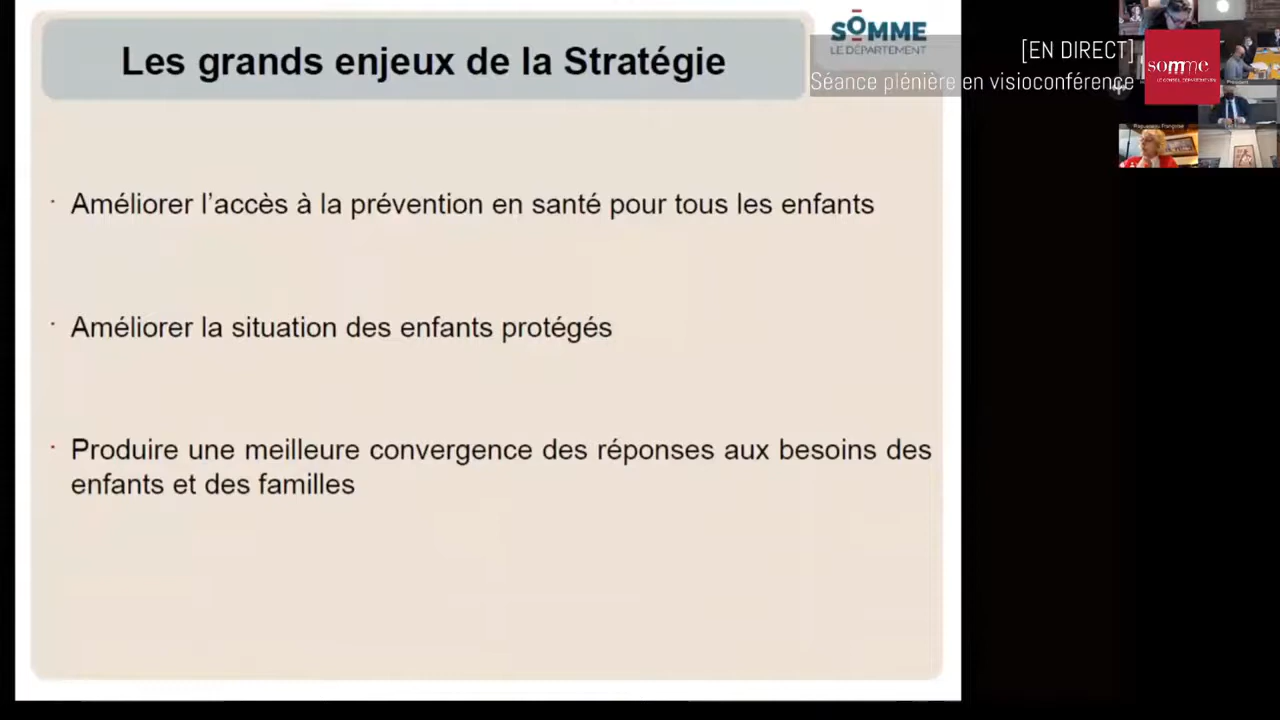 Les grands enjeux de la Stratégie
SOMME
LE DÉPARTEMENT
[EN DIRECT]
Séance plénière en visioconférence
somme
Améliorer l'accès à la prévention en santé pour tous les enfants
Améliorer la situation des enfants protégés
Produire une meilleure convergence des réponses aux besoins des
enfants et des familles